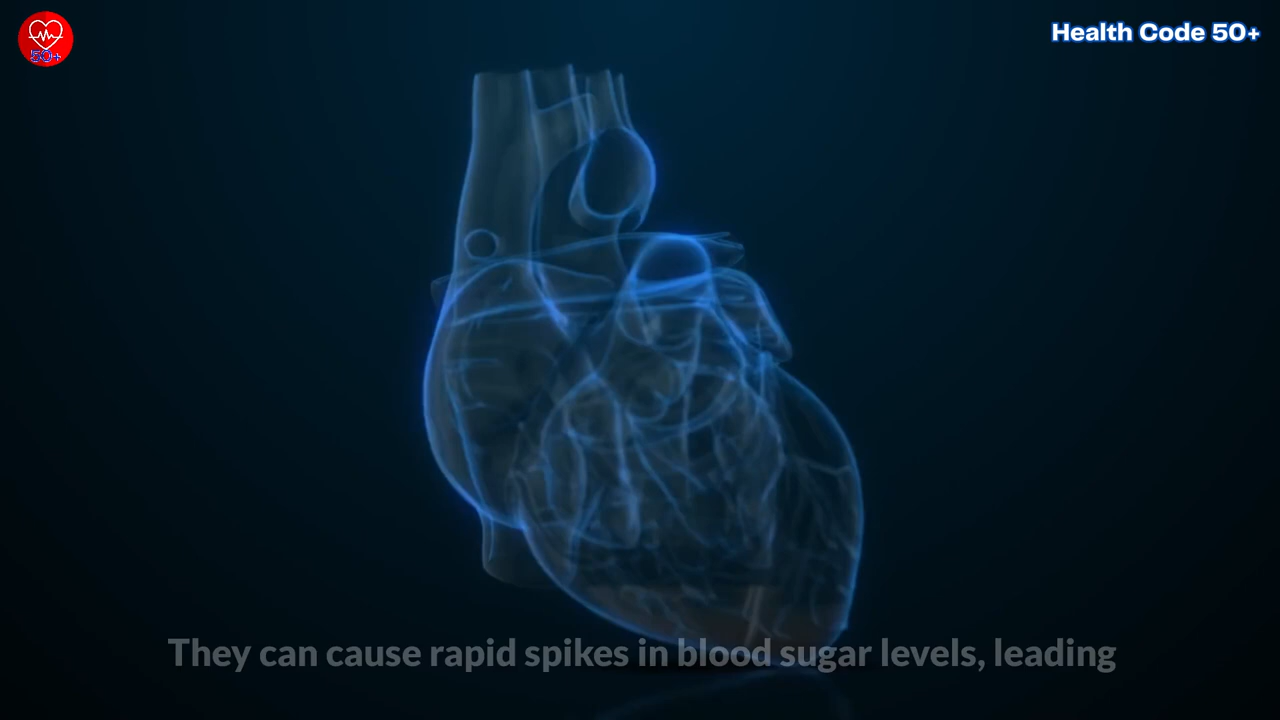 50+
Health Code 50+
They can cause rapid spikes in blood sugar levels, leading